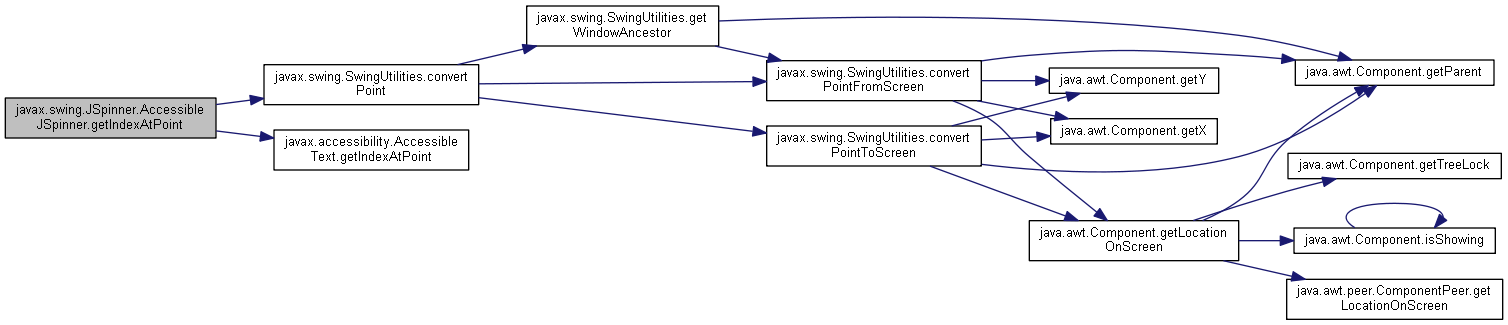 javax.swing.SwingUtilities.get
WindowAncestor
javax.swing.SwingUtilities.convert
Point
javax.swing.JSpinner.Accessible
JSpinner.getIndexAtPoint
javax.accessibility.Accessible
Text.getIndexAtPoint
javax.swing.SwingUtilities.convert
PointFromScreen
javax.swing.SwingUtilities.convert
PointToScreen
java.awt.Component.getY
java.awt.Component.getX
java.awt.Component.getLocation
OnScreen
java.awt.Component.getParent
java.awt.Component.getTreeLock
java.awt.Component.isShowing
java.awt.peer.ComponentPeer.get
LocationOnScreen